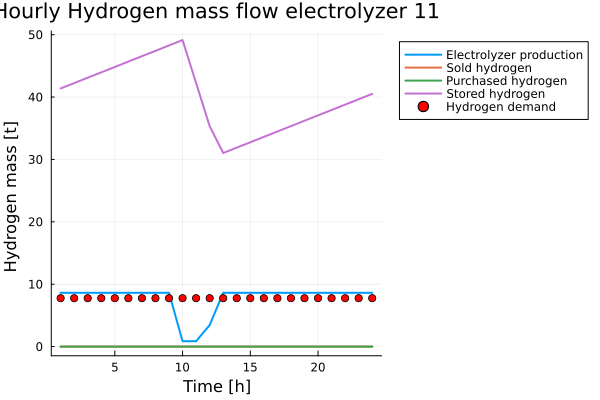 Hourly Hydrogen mass flow electrolyzer 11
Hydrogen mass [t]
50
40
30
20
10
0
5
10
15
20
Time [h]
Electrolyzer production
Sold hydrogen
Purchased hydrogen
Stored hydrogen
Hydrogen demand